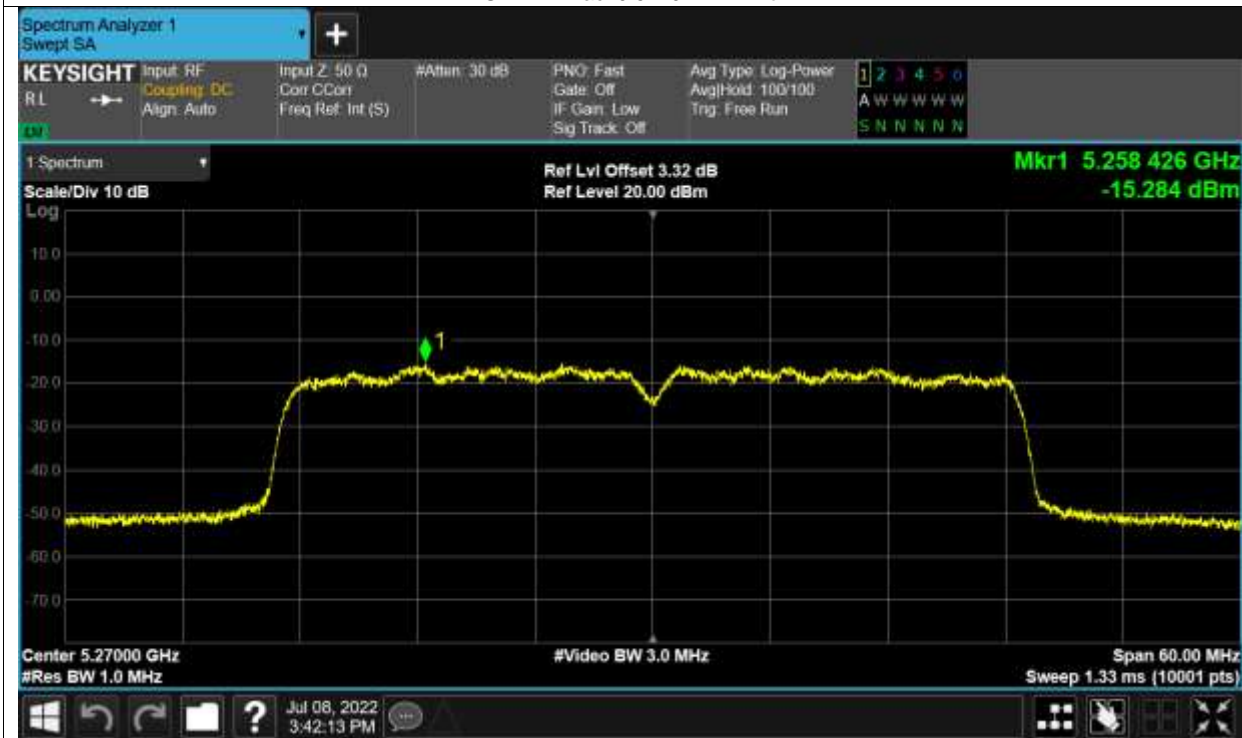 Spectrum Analyzer 1
Swept SA
+
KEYSIGHT
RL
Input: RF
Coupling: DC
Align: Auto
Input Z: 50 Ω
Corr CCorr
Freq Ref: Int (S)
#Atten: 30 dB
PNO: Fast
Gate: Off
IF Gain: Low
Sig Track: Off
Avg Type: Log-Power
Avg|Hold: 100/100
Trig: Free Run
1 2 3 4 5 6
A W W W W W
S N N N N N
1 Spectrum
Scale/Div 10 dB
Ref Lvl Offset 3.32 dB
Ref Level 20.00 dBm
Mkr1 5.258 426 GHz
-15.284 dBm
Log
10.0
0.00
-10.0
-20.0
-30.0
-40.0
-50.0
-60.0
-70.0
1
Center 5.27000 GHz
#Res BW 1.0 MHz
#Video BW 3.0 MHz
Span 60.00 MHz
Sweep 1.33 ms (10001 pts)
?
Jul 08, 2022
3:42:13 PM